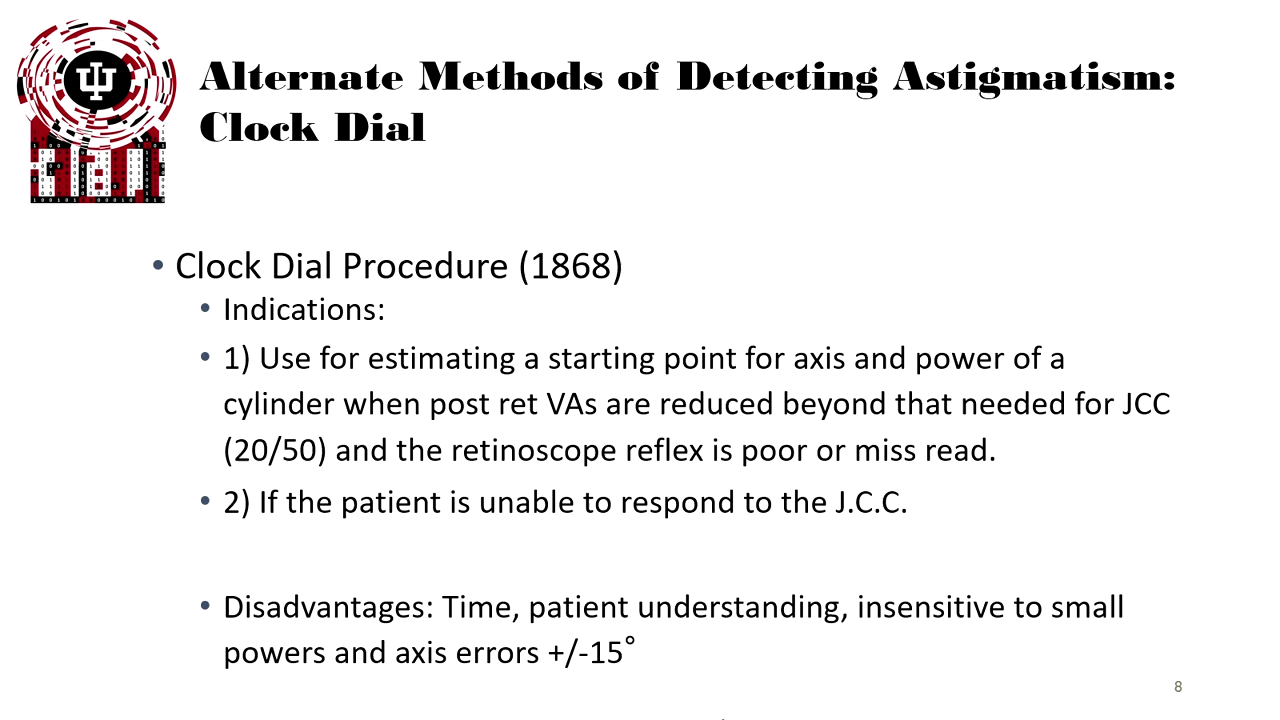 Alternate Methods of Detecting Astigmatism:
Clock Dial
• Clock Dial Procedure (1868)
• Indications:
• 1) Use for estimating a starting point for axis and power of a
cylinder when post ret VAs are reduced beyond that needed for JCC
(20/50) and the retinoscope reflex is poor or miss read.
• 2) If the patient is unable to respond to the J.C.C.
• Disadvantages: Time, patient understanding, insensitive to small
powers and axis errors +/-15˚
8